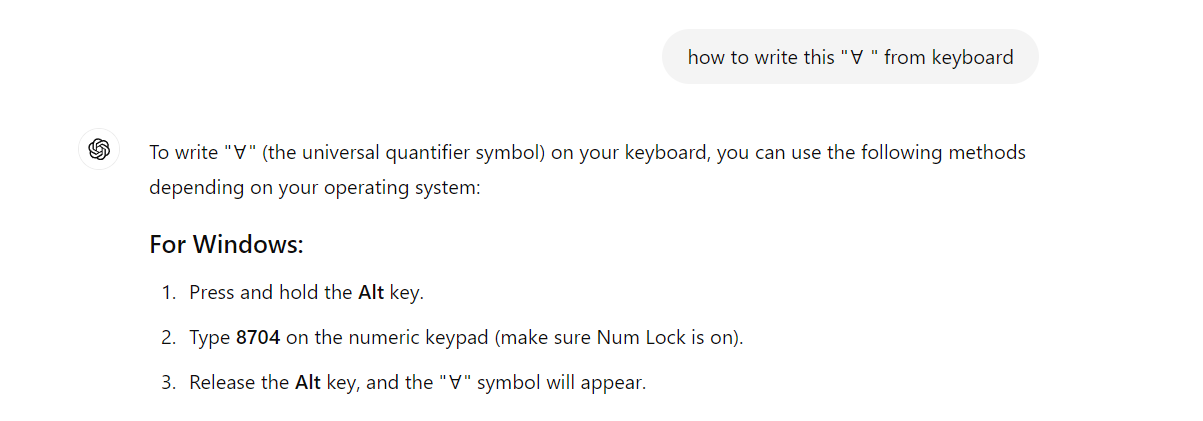 how to write this "∀ " from keyboard
To write "∀" (the universal quantifier symbol) on your keyboard, you can use the following methods
depending on your operating system:
For Windows:
1. Press and hold the Alt key.
2. Type 8704 on the numeric keypad (make sure Num Lock is on).
3. Release the Alt key, and the "∀" symbol will appear.